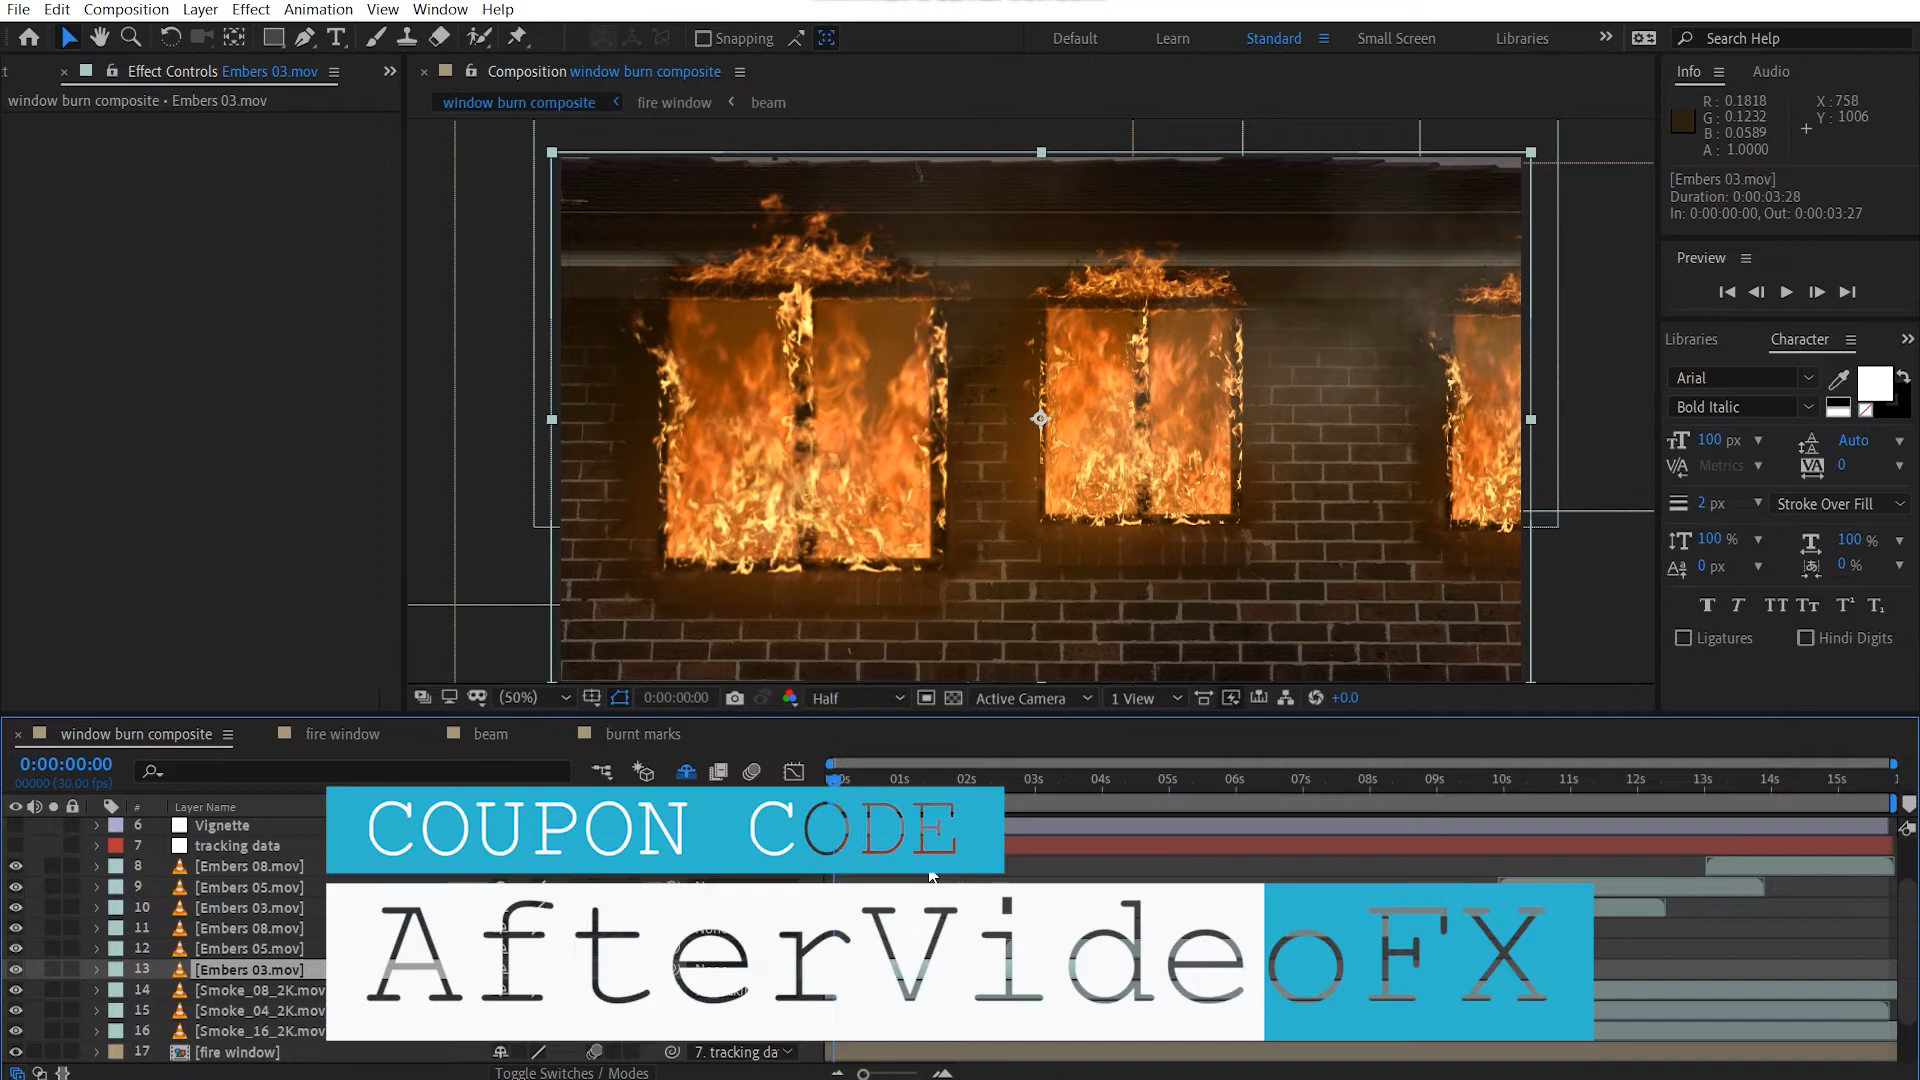 File Edit Composition Layer Effect Animation View Window Help
Snapping Default Learn Standard Small Screen Libraries Search Help
Effect Controls Embers 03.mov
window burn composite • Embers 03.mov
Composition window burn composite
window burn composite fire window beam
Info Audio
R : 0.1818 X : 758
G : 0.1232 Y : 1006
B : 0.0589
A : 1.0000
[Embers 03.mov]
Duration: 0:00:03:28
In: 0:00:00:00, Out: 0:00:03:27
Preview
Libraries Character
Arial
Bold Italic
100 px Auto
Metrics 0
2 px Stroke Over Fill
100 % 100 %
0 px 0 %
Ligatures Hindi Digits
(50%) 0:00:00:00 Half Active Camera 1 View +0.0
window burn composite fire window beam burnt marks
0:00:00:00
00000 (30.00 fps)
01s 02s 03s 04s 05s 06s 07s 08s 09s 10s 11s 12s 13s 14s 15s
# Layer Name
6 Vignette
7 tracking data
8 [Embers 08.mov]
9 [Embers 05.mov]
10 [Embers 03.mov]
11 [Embers 08.mov]
12 [Embers 05.mov]
13 [Embers 03.mov]
14 [Smoke_08_2K.mov
15 [Smoke_04_2K.mov
16 [Smoke_16_2K.mov
17 [fire window] 7. tracking da
COUPON CODE
AfterVideoFX
Toggle Switches / Modes